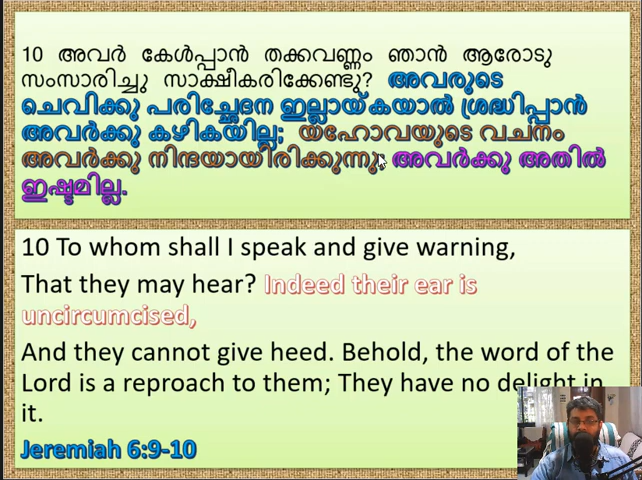 10 അവർ കേൾപ്പാൻ തക്കവണ്ണം ഞാൻ ആരോടു
സംസാരിച്ചു സാക്ഷീകരിക്കേണ്ടു? അവരുടെ
ചെവിക്കു പരിച്ഛേദന ഇല്ലായ്കയാൽ ശ്രദ്ധിപ്പാൻ
അവർക്കു കഴികയില്ല; യഹോവയുടെ വചനം
അവർക്കു നിന്ദയായിരിക്കുന്നു; അവർക്കു അതിൽ
ഇഷ്ടമില്ല.
10 To whom shall I speak and give warning,
That they may hear? Indeed their ear is
uncircumcised,
And they cannot give heed. Behold, the word of the
Lord is a reproach to them; They have no delight in
it.
Jeremiah 6:9-10